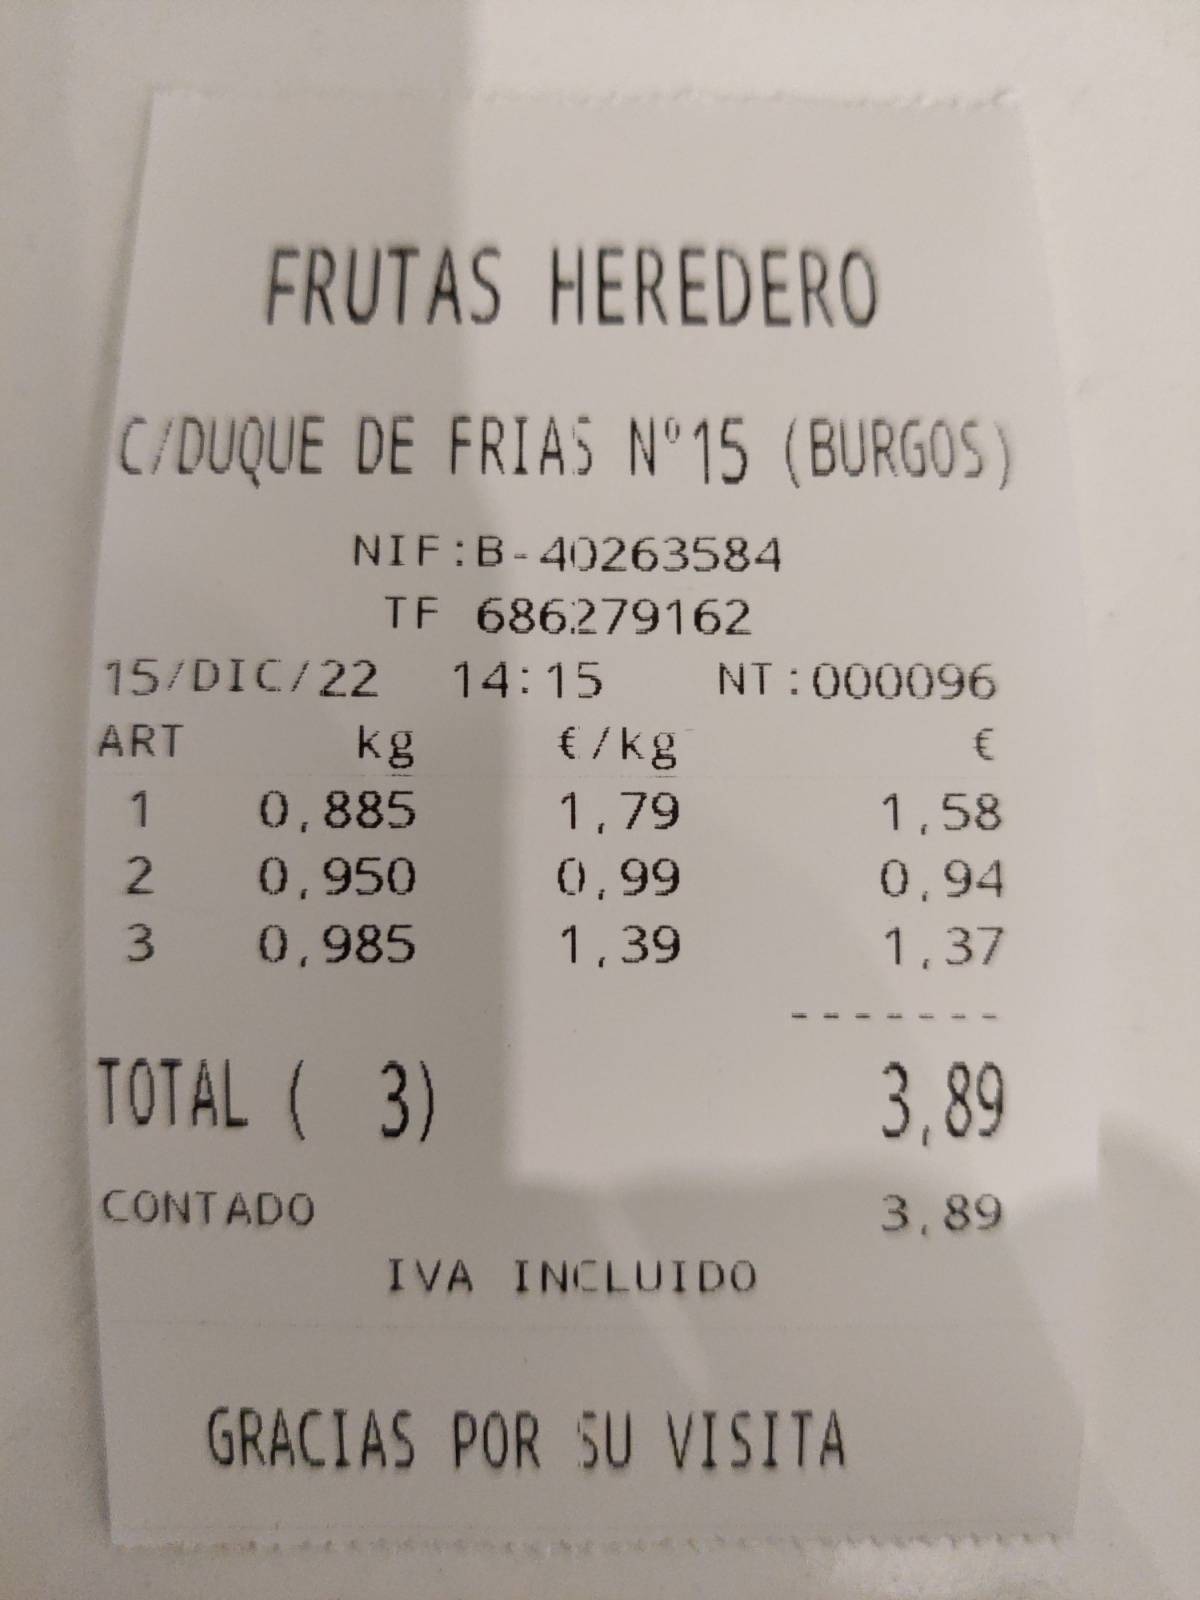 FRUTAS HEREDERO
C/DUQUE DE FRIAS Nº15 (BURGOS)
NIF:B-40263584
TF 686279162
15/DIC/22 14:15 NT:000096
ART kg €/kg €
1 0,885 1,79 1,58
2 0,950 0,99 0,94
3 0,985 1,39 1,37
-------
TOTAL ( 3) 3,89
CONTADO 3,89
IVA INCLUIDO
GRACIAS POR SU VISITA